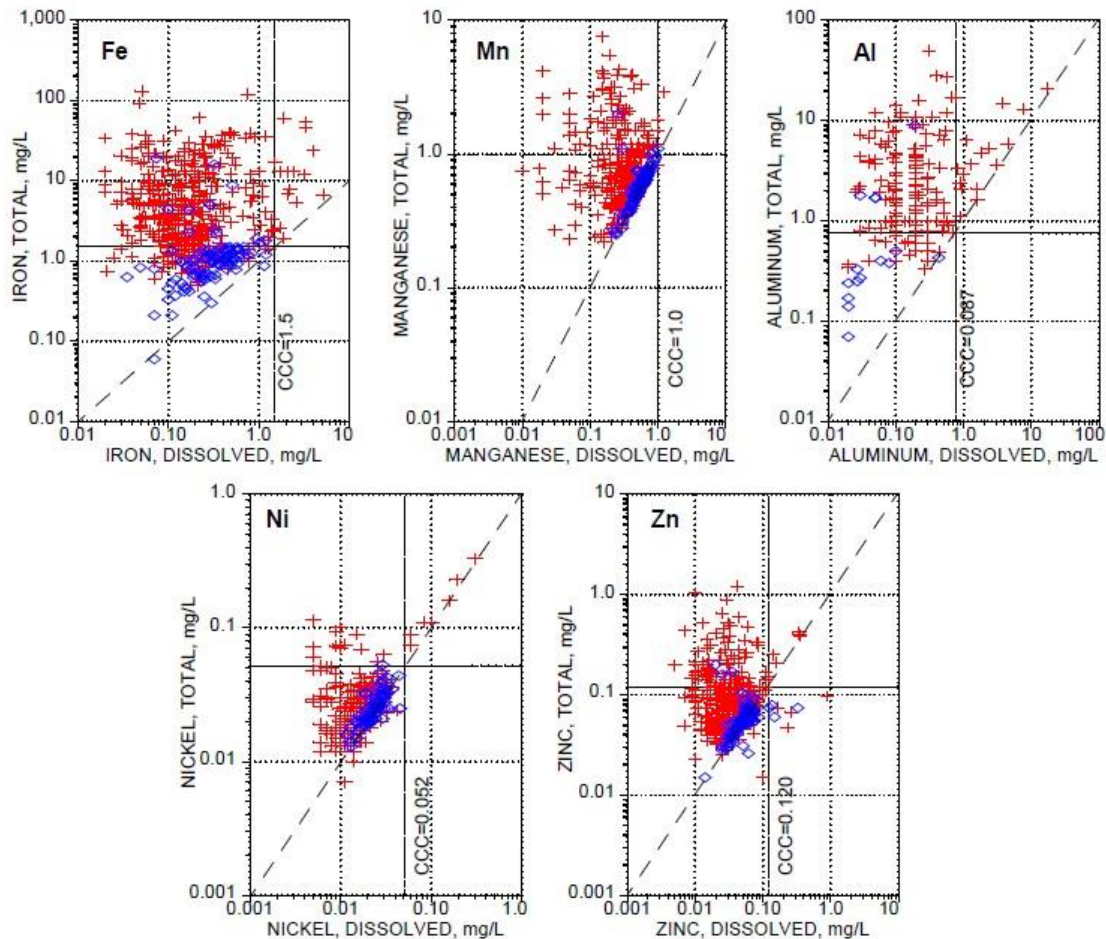 Fe
1,000
100
10
1.0
0.10
0.01
IRON, TOTAL, mg/L
CCC=1.5
0.01 0.10 1.0 10
IRON, DISSOLVED, mg/L
Mn
10
1.0
0.1
0.01
MANGANESE, TOTAL, mg/L
CCC=1.0
0.001 0.01 0.1 1.0 10
MANGANESE, DISSOLVED, mg/L
Al
100
10
1.0
0.1
0.01
ALUMINUM, TOTAL, mg/L
CCC=0.087
0.01 0.10 1.0 10 100
ALUMINUM, DISSOLVED, mg/L
Ni
1.0
0.1
0.01
0.001
NICKEL, TOTAL, mg/L
CCC=0.052
0.001 0.01 0.10 1.0
NICKEL, DISSOLVED, mg/L
Zn
10
1.0
0.1
0.01
0.001
ZINC, TOTAL, mg/L
CCC=0.120
0.001 0.01 0.10 1.0 10
ZINC, DISSOLVED, mg/L